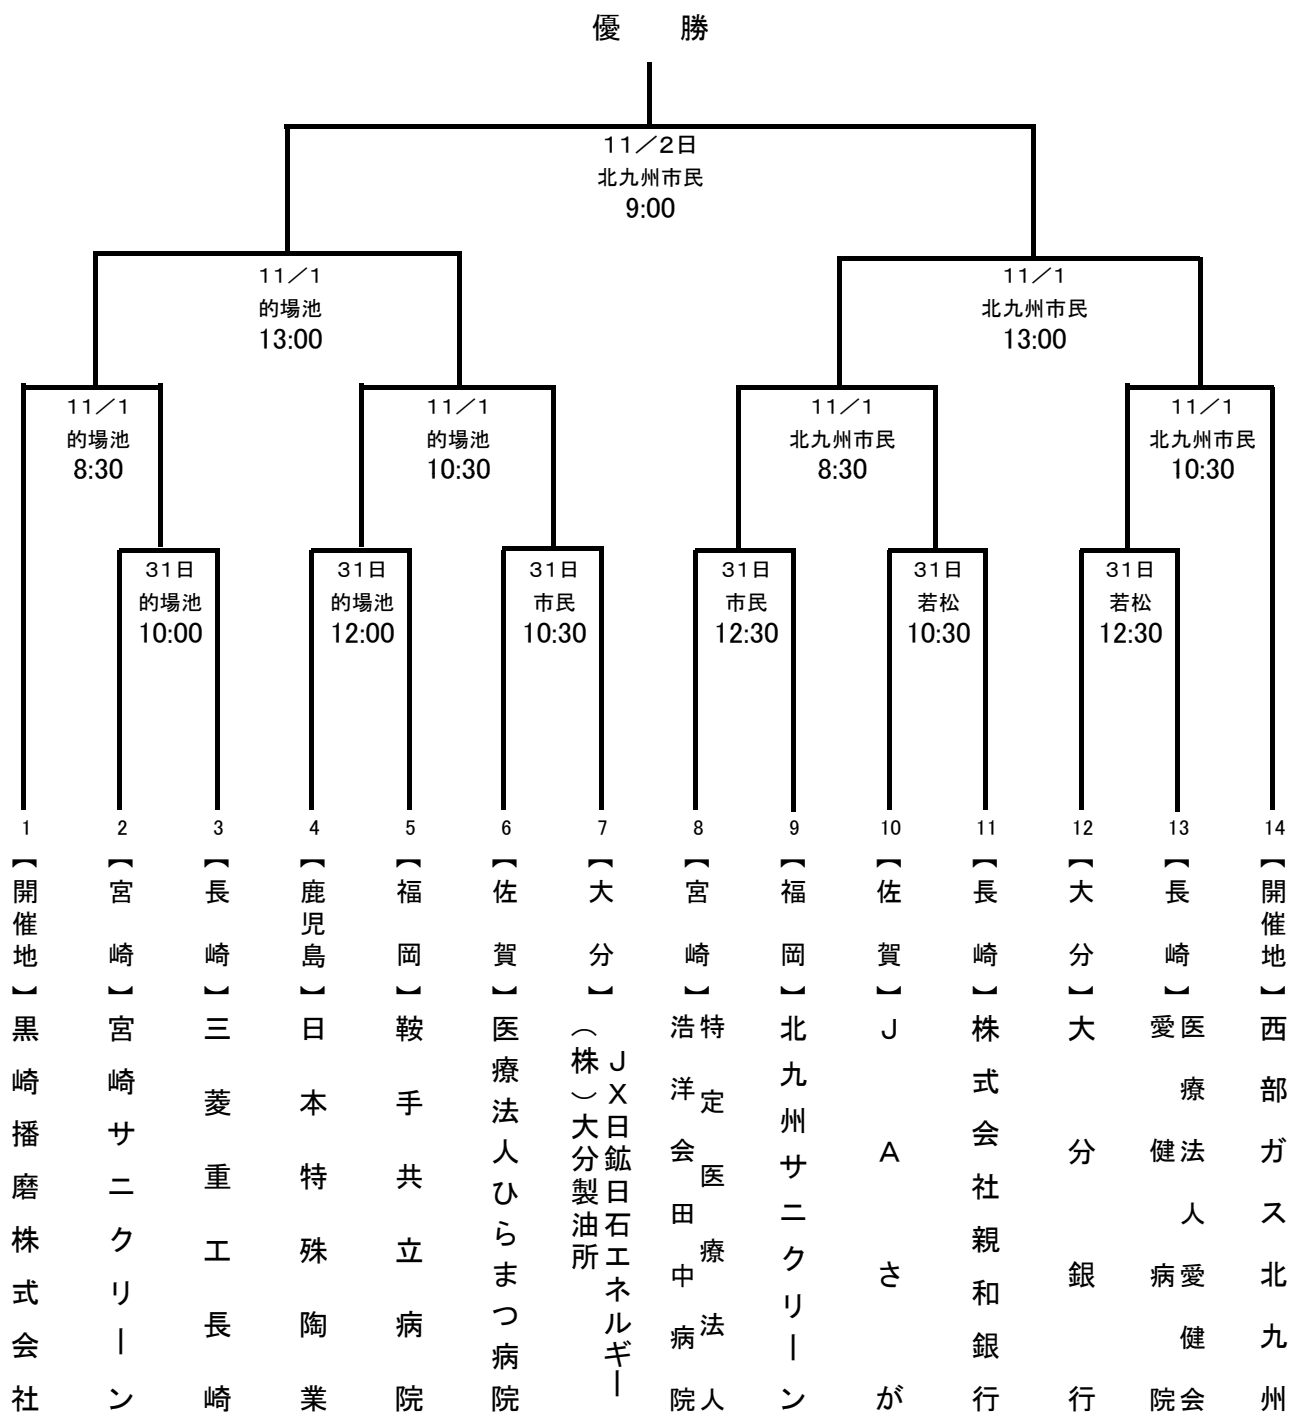 優　勝
11／2日
北九州市民
9:00
11／1
的場池
13:00
11／1
北九州市民
13:00
11／1
的場池
8:30
11／1
的場池
10:30
11／1
北九州市民
8:30
11／1
北九州市民
10:30
31日
的場池
10:00
31日
的場池
12:00
31日
市民
10:30
31日
市民
12:30
31日
若松
10:30
31日
若松
12:30
1
【開催地】
黒崎播磨株式会社
2
【宮崎】
宮崎サニクリーン
3
【長崎】
三菱重工長崎
4
【鹿児島】
日本特殊陶業
5
【福岡】
鞍手共立病院
6
【佐賀】
医療法人ひらまつ病院
7
【大分】
JX日鉱日石エネルギー
（株）大分製油所
8
【宮崎】
特定医療法人
浩洋会田中病院
9
【福岡】
北九州サニクリーン
10
【佐賀】
JAさが
11
【長崎】
株式会社親和銀行
12
【大分】
大分銀行
13
【長崎】
医療法人愛健会
愛健病院
14
【開催地】
西部ガス北九州